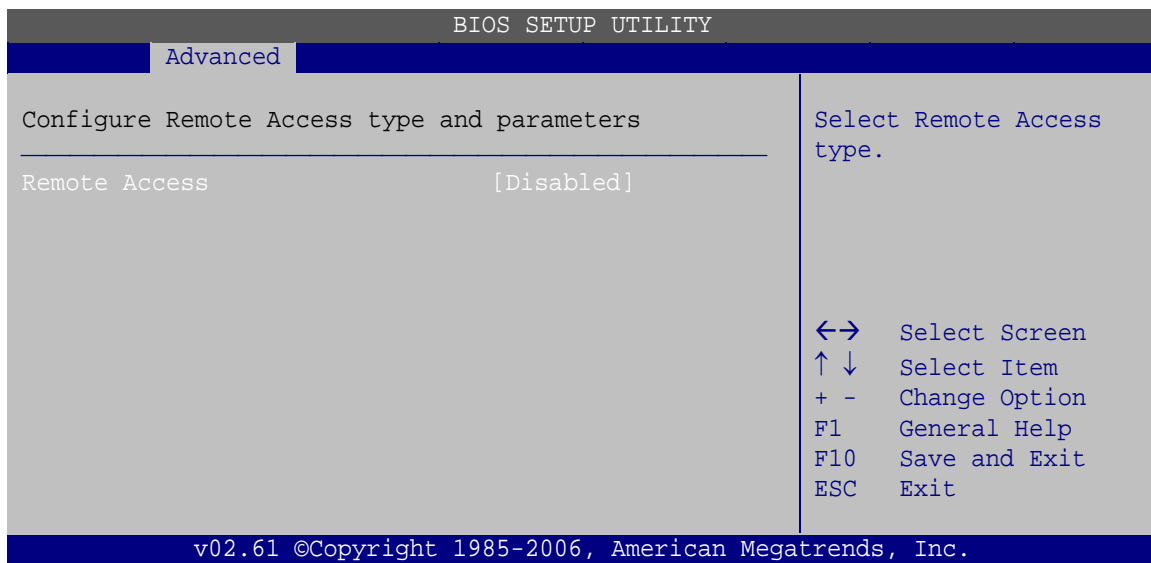 BIOS SETUP UTILITY
Advanced
Configure Remote Access type and parameters
Remote Access [Disabled]
Select Remote Access
type.
←→ Select Screen
↑ ↓ Select Item
+ - Change Option
F1 General Help
F10 Save and Exit
ESC Exit
v02.61 ©Copyright 1985-2006, American Megatrends, Inc.